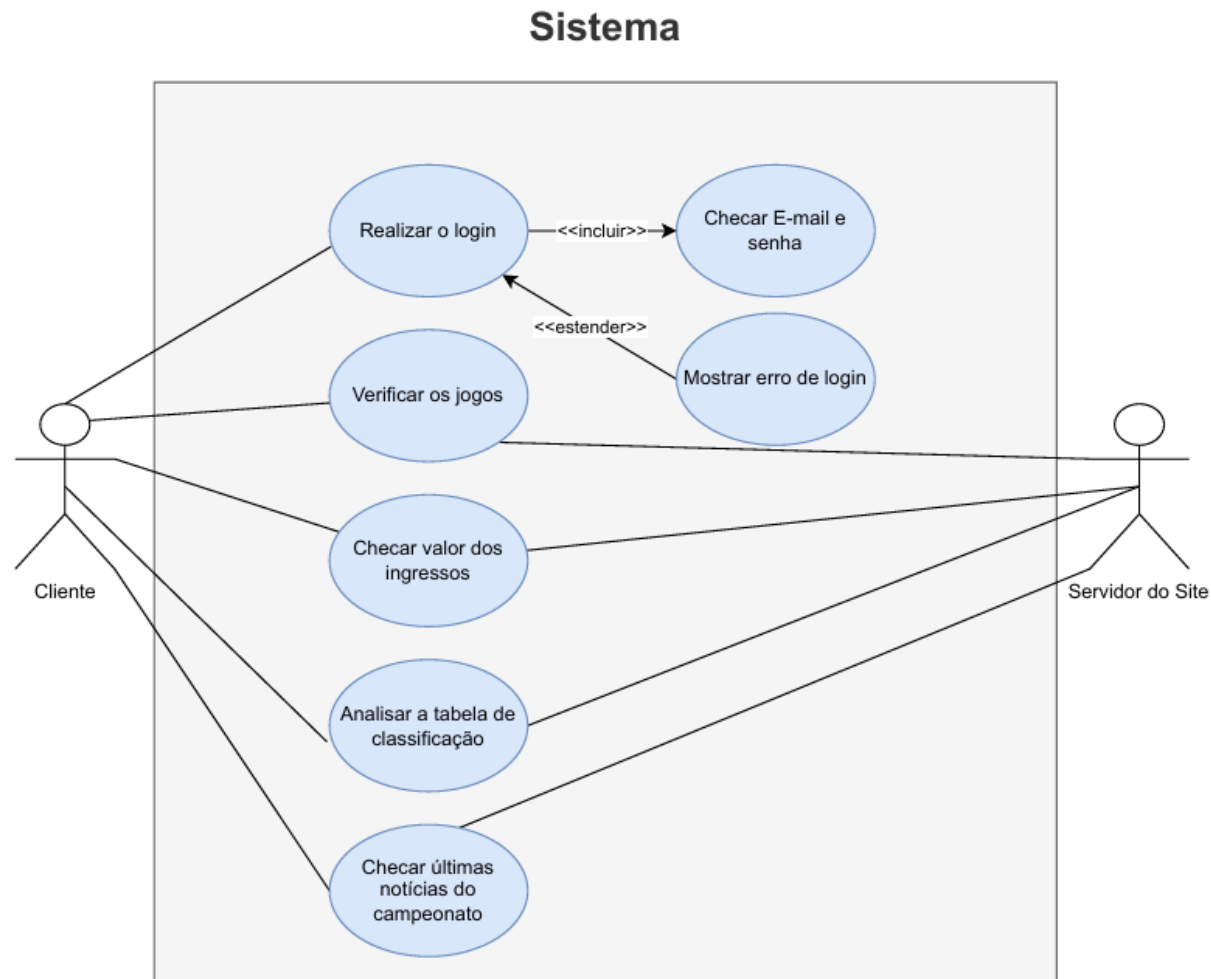 Sistema
Realizar o login
<<incluir>>
Checar E-mail e
senha
<<estender>>
Mostrar erro de login
Verificar os jogos
Checar valor dos
ingressos
Cliente
Servidor do Site
Analisar a tabela de
classificação
Checar últimas
notícias do
campeonato